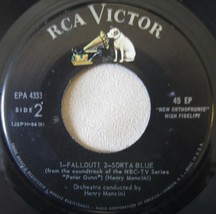 RCA VICTOR
EPA 4333
SIDE 2
45 EP
"NEW ORTHOPHONIC"
HIGH FIDELITY
1-FALLOUT! 2-SORTA BLUE
(from the soundtrack of the NBC-TV Series
"Peter Gunn") (Henry Mancini)
Orchestra conducted by
Henry Mancini